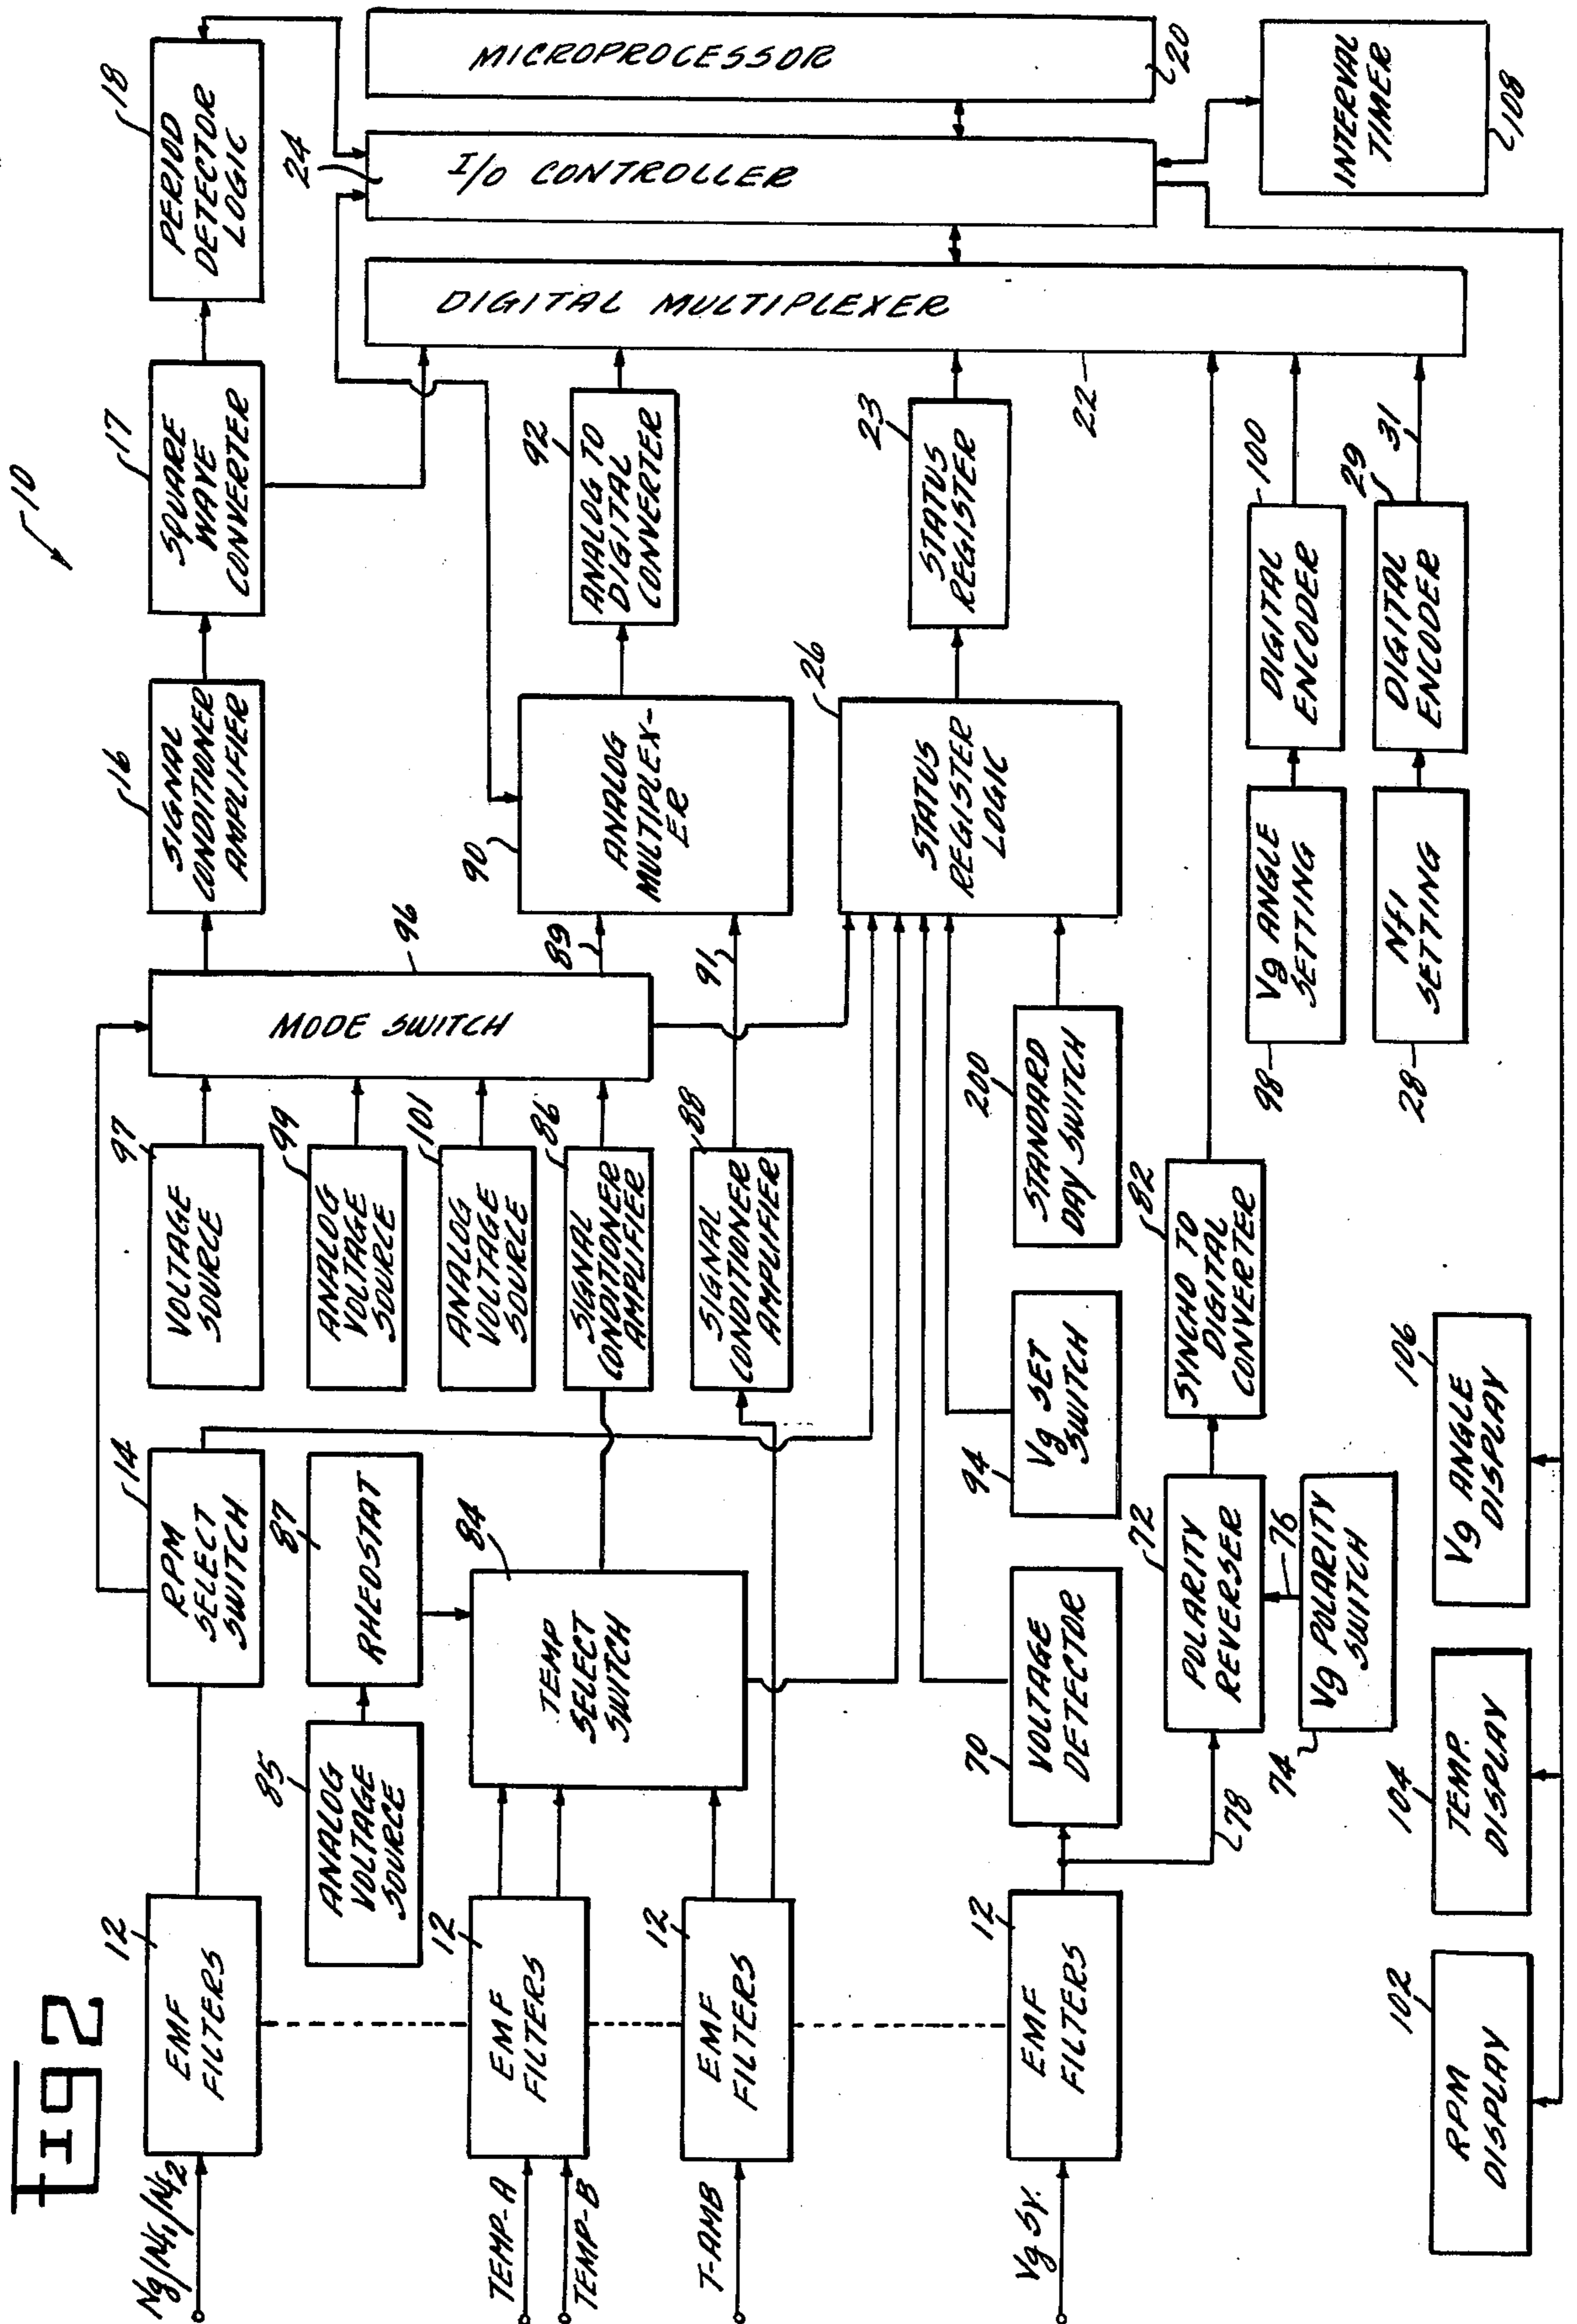 Fig 2
10
Ng/Nf1/Nf2
12
EMF
FILTERS
14
RPM
SELECT
SWITCH
97
VOLTAGE
SOURCE
96
MODE SWITCH
16
SIGNAL
CONDITIONER
AMPLIFIER
17
SQUARE
WAVE
CONVERTER
18
PERIOD
DETECTOR
LOGIC
85
ANALOG
VOLTAGE
SOURCE
87
RHEOSTAT
99
ANALOG
VOLTAGE
SOURCE
101
ANALOG
VOLTAGE
SOURCE
86
SIGNAL
CONDITIONER
AMPLIFIER
88
SIGNAL
CONDITIONER
AMPLIFIER
TEMP-A
TEMP-B
12
EMF
FILTERS
84
TEMP
SELECT
SWITCH
T-AMB
12
EMF
FILTERS
89
91
90
ANALOG
MULTIPLEX-
ER
92
ANALOG TO
DIGITAL
CONVERTER
24
I/O CONTROLLER
MICROPROCESSOR
20
DIGITAL MULTIPLEXER
22
26
STATUS
REGISTER
LOGIC
23
STATUS
REGISTER
Vg SY.
12
EMF
FILTERS
70
VOLTAGE
DETECTOR
94
Vg SET
SWITCH
200
STANDARD
DAY SWITCH
78
72
POLARITY
REVERSER
76
74
Vg POLARITY
SWITCH
82
SYNCHO TO
DIGITAL
CONVERTER
98
Vg ANGLE
SETTING
100
DIGITAL
ENCODER
28
Nf1
SETTING
29
DIGITAL
ENCODER
31
INTERVAL
TIMER
108
102
RPM
DISPLAY
104
TEMP.
DISPLAY
106
Vg ANGLE
DISPLAY